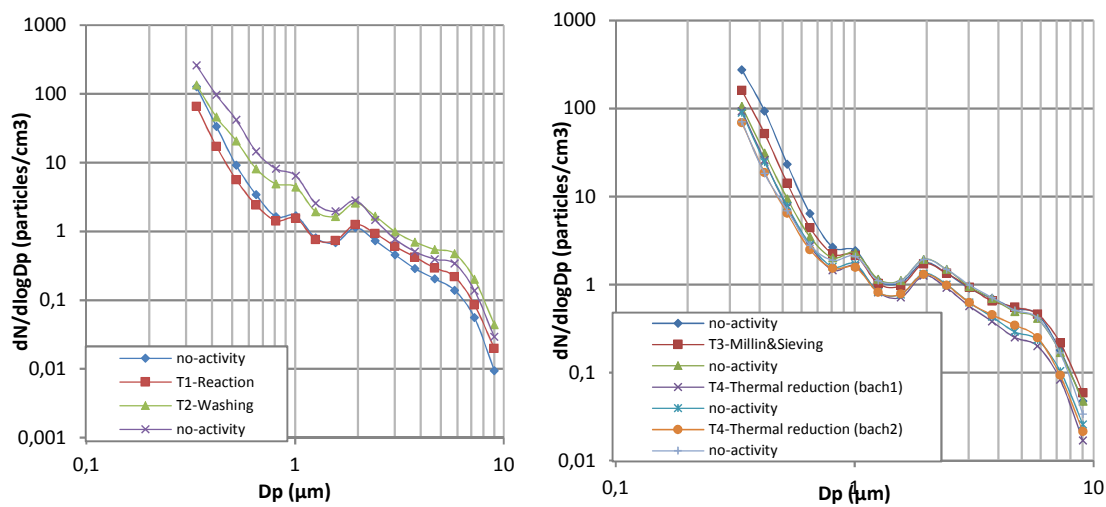 dN/dlogDp (particles/cm3)
1000
100
10
1
0,1
0,01
0,001
no-activity
T1-Reaction
T2-Washing
no-activity
0,1
1
10
Dp (µm)
dN/dlogDp (particles/cm3)
1000
100
10
1
0,1
0,01
no-activity
T3-Millin&Sieving
no-activity
T4-Thermal reduction (bach1)
no-activity
T4-Thermal reduction (bach2)
no-activity
0,1
1
10
Dp (µm)